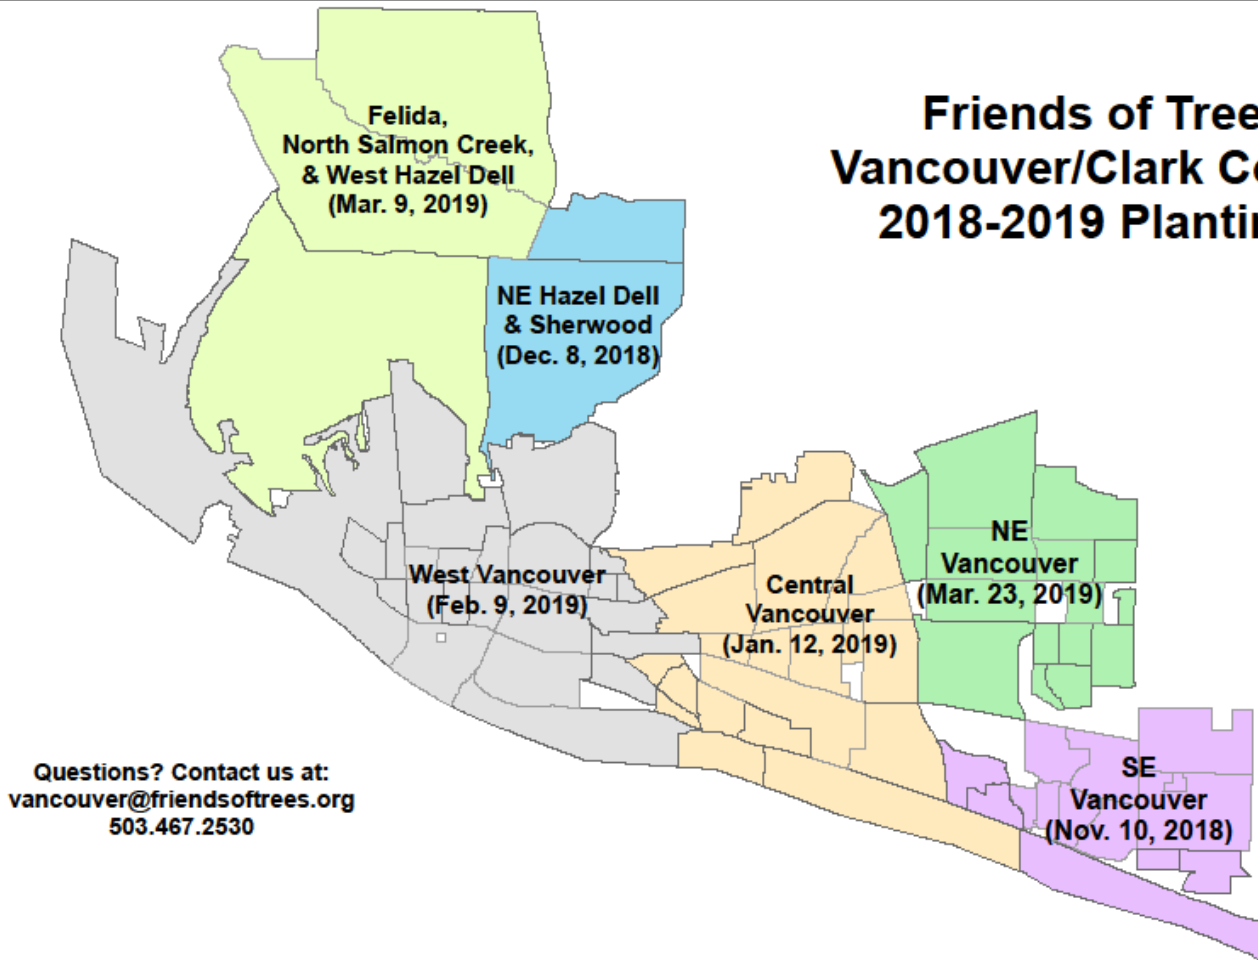 Friends of Tree
Vancouver/Clark C
2018-2019 Planti
Felida,
North Salmon Creek,
& West Hazel Dell
(Mar. 9, 2019)
NE Hazel Dell
& Sherwood
(Dec. 8, 2018)
NE
Vancouver
(Mar. 23, 2019)
West Vancouver
(Feb. 9, 2019)
Central
Vancouver
(Jan. 12, 2019)
SE
Vancouver
(Nov. 10, 2018)
Questions? Contact us at:
vancouver@friendsoftrees.org
503.467.2530